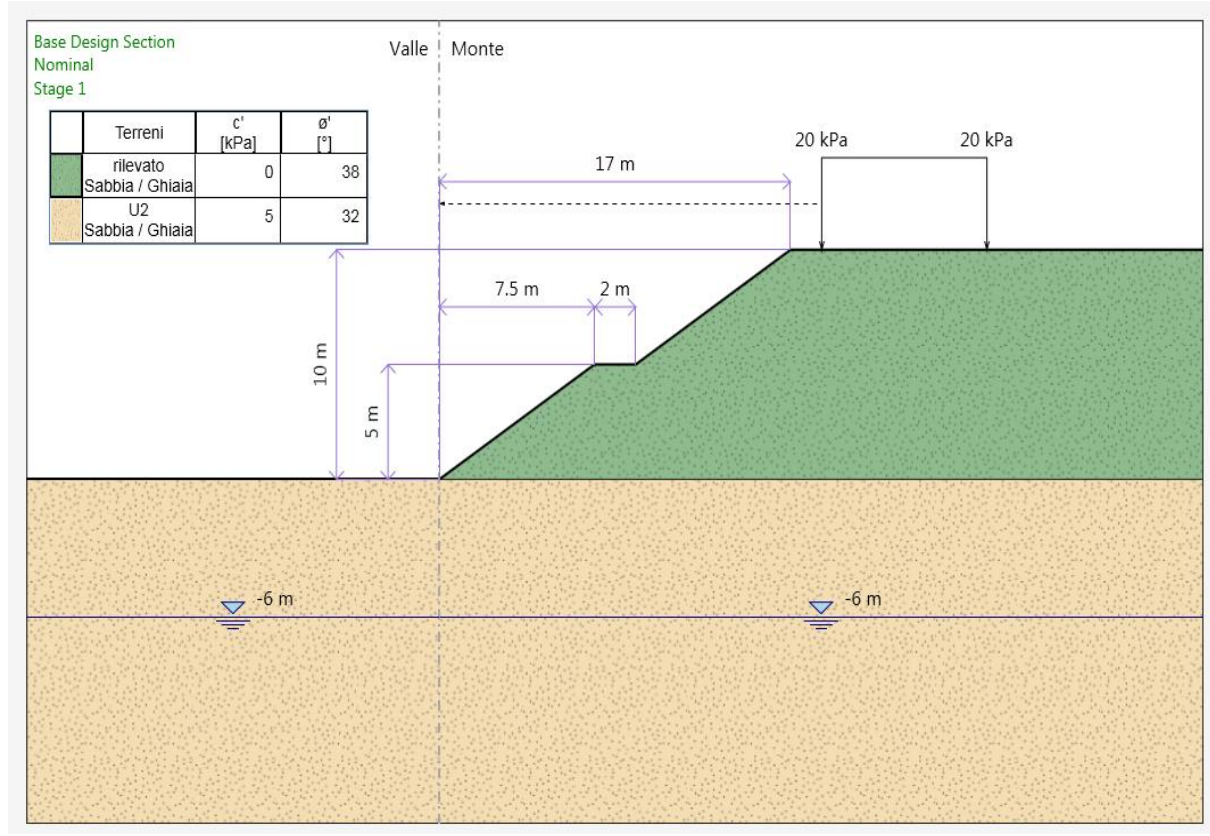 Base Design Section
Nominal
Stage 1
Valle
Monte
Terreni
c'
[kPa]
ø'
[°]
rilevato
Sabbia / Ghiaia
0
38
U2
Sabbia / Ghiaia
5
32
20 kPa
20 kPa
17 m
7.5 m
2 m
10 m
5 m
-6 m
-6 m